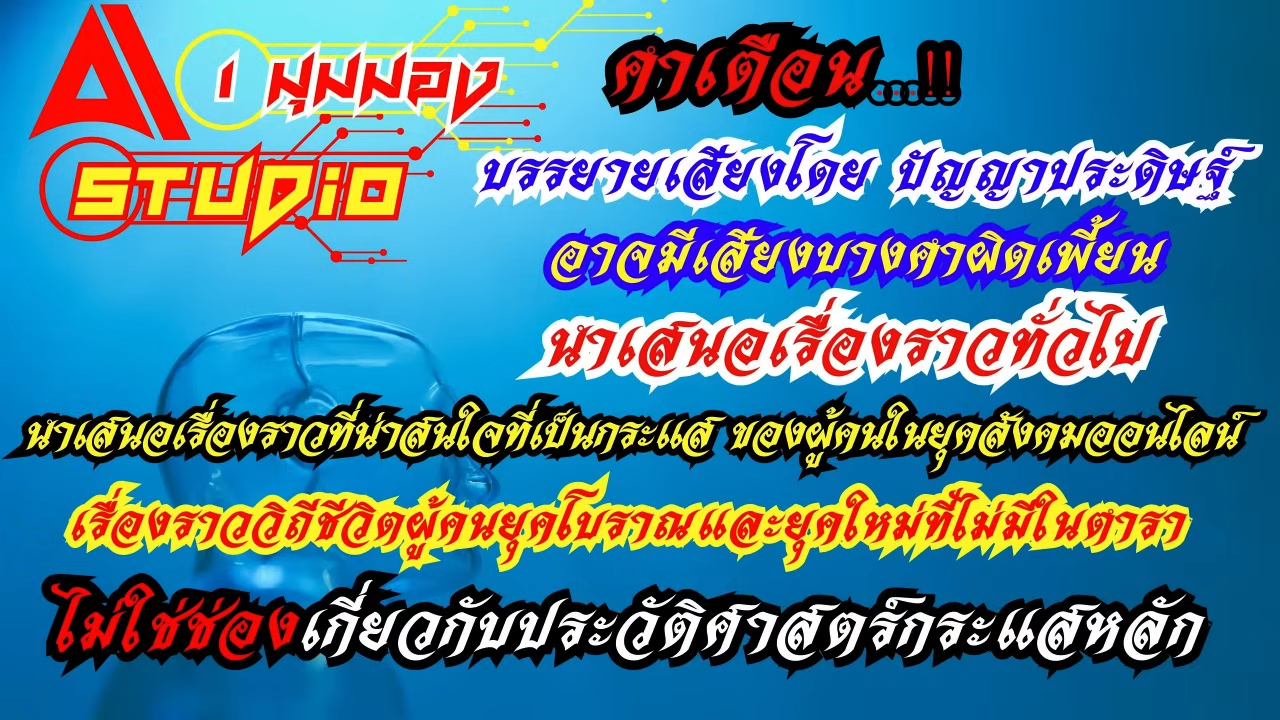 AI
1 มุมมอง
STUDiO
คำเตือน...!!
บรรยายเสียงโดย ปัญญาประดิษฐ์
อาจมีเสียงบางคำผิดเพี้ยน
นำเสนอเรื่องราวทั่วไป
นำเสนอเรื่องราวที่น่าสนใจที่เป็นกระแส ของผู้คนในยุคสังคมออนไลน์
เรื่องราววิถีชีวิตผู้คนยุคโบราณและยุคใหม่ที่ไม่มีในตำรา
ไม่ใช่ช่องเกี่ยวกับประวัติศาสตร์กระแสหลัก